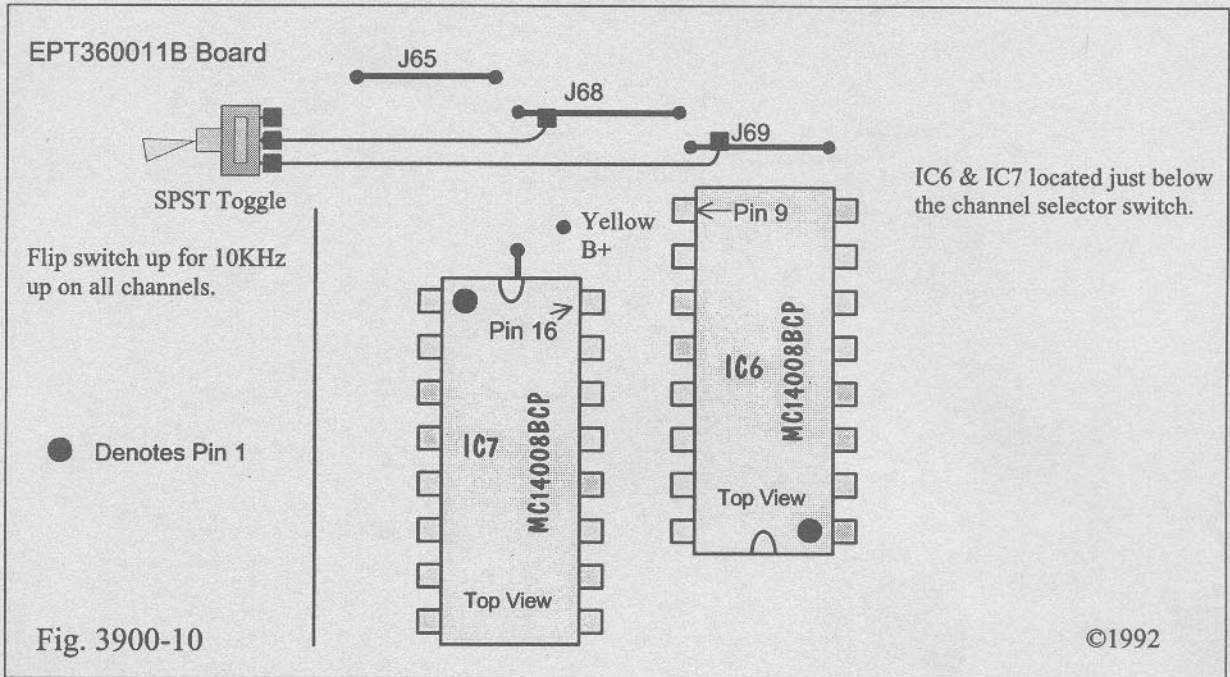 EPT360011B Board
J65
J68
J69
SPST Toggle
IC6 & IC7 located just below
the channel selector switch.
Flip switch up for 10KHz
up on all channels.
Yellow
B+
Pin 9
Pin 16
IC7
MC14008BCP
IC6
MC14008BCP
Denotes Pin 1
Top View
Top View
Fig. 3900-10
©1992